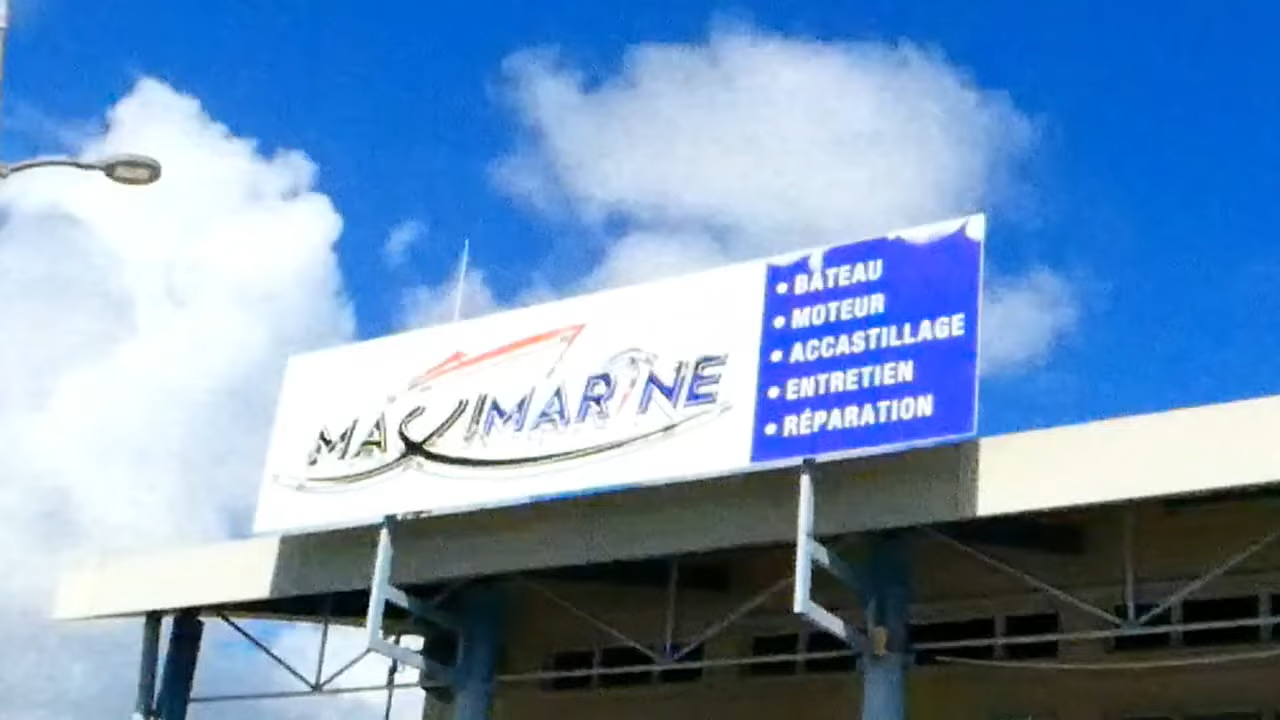 MAXIMARINE
• BATEAU
• MOTEUR
• ACCASTILLAGE
• ENTRETIEN
• RÉPARATION